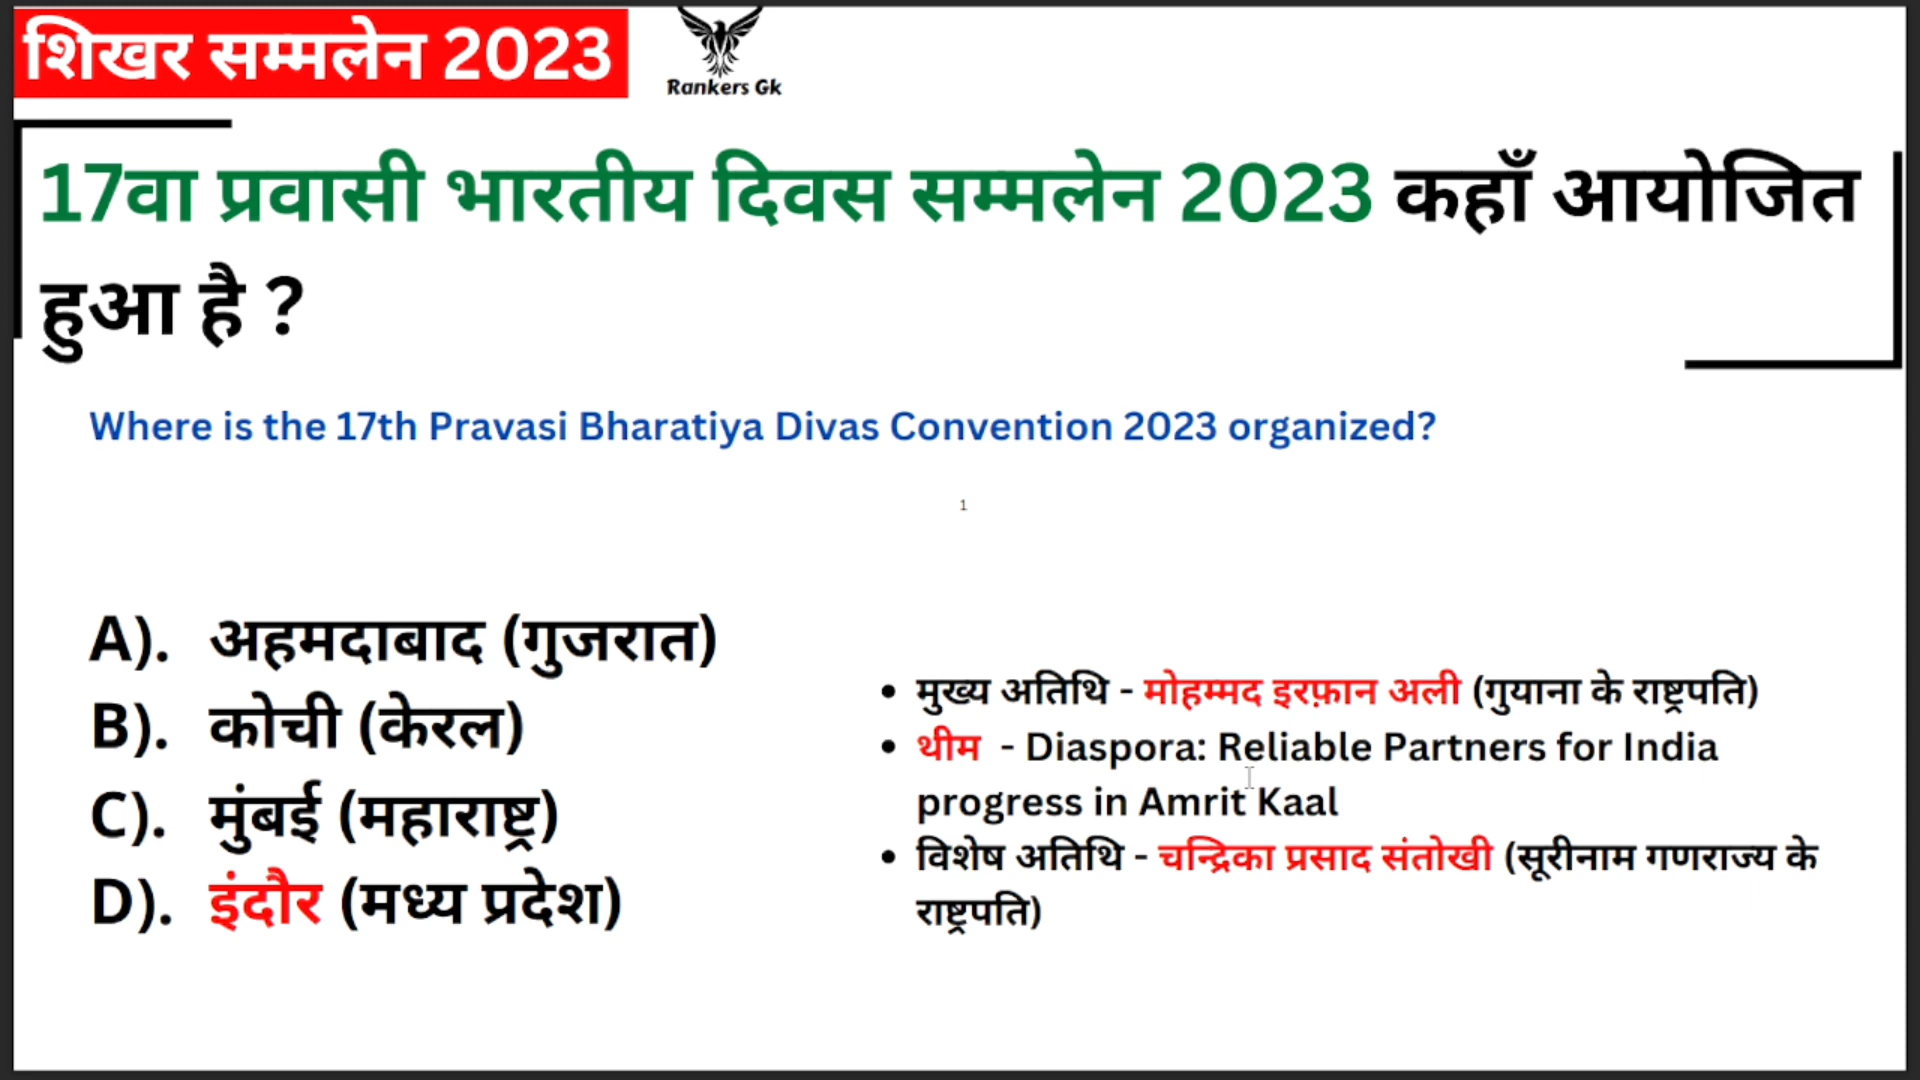 शिखर सम्मलेन 2023
Rankers Gk
17वा प्रवासी भारतीय दिवस सम्मलेन 2023 कहाँ आयोजित
हुआ है ?
Where is the 17th Pravasi Bharatiya Divas Convention 2023 organized?
1
A). अहमदाबाद (गुजरात)
B). कोची (केरल)
C). मुंबई (महाराष्ट्र)
D). इंदौर (मध्य प्रदेश)
• मुख्य अतिथि - मोहम्मद इरफ़ान अली (गुयाना के राष्ट्रपति)
• थीम - Diaspora: Reliable Partners for India
progress in Amrit Kaal
• विशेष अतिथि - चन्द्रिका प्रसाद संतोखी (सूरीनाम गणराज्य के
राष्ट्रपति)